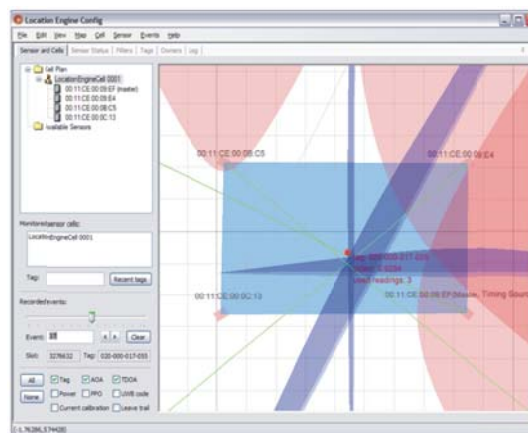 Location Engine Config
File Edit View Map Cell Sensor Events Help
Sensor and Cells Sensor Status Filters Tags Owners Log
Cell Plan
LocationEngineCell 0001
00:11:CE:00:09:EF (master)
00:11:CE:00:09:E4
00:11:CE:00:0B:C5
00:11:CE:00:0C:13
Available Sensors
Monitored sensor cells:
LocationEngineCell 0001
Tag:
Recent tags
Recorded events:
Event:
Clear
Slot: 3276632 Tag: 020-000-017-055
All
None
Tag AOA TDOA
Power PPO UWB code
Current calibration Leave trail
00:11:CE:00:0B:C5
00:11:CE:00:09:E4
00:11:CE:00:0C:13
00:11:CE:00:09:EF (Master, Timing Sourc
readings: 3